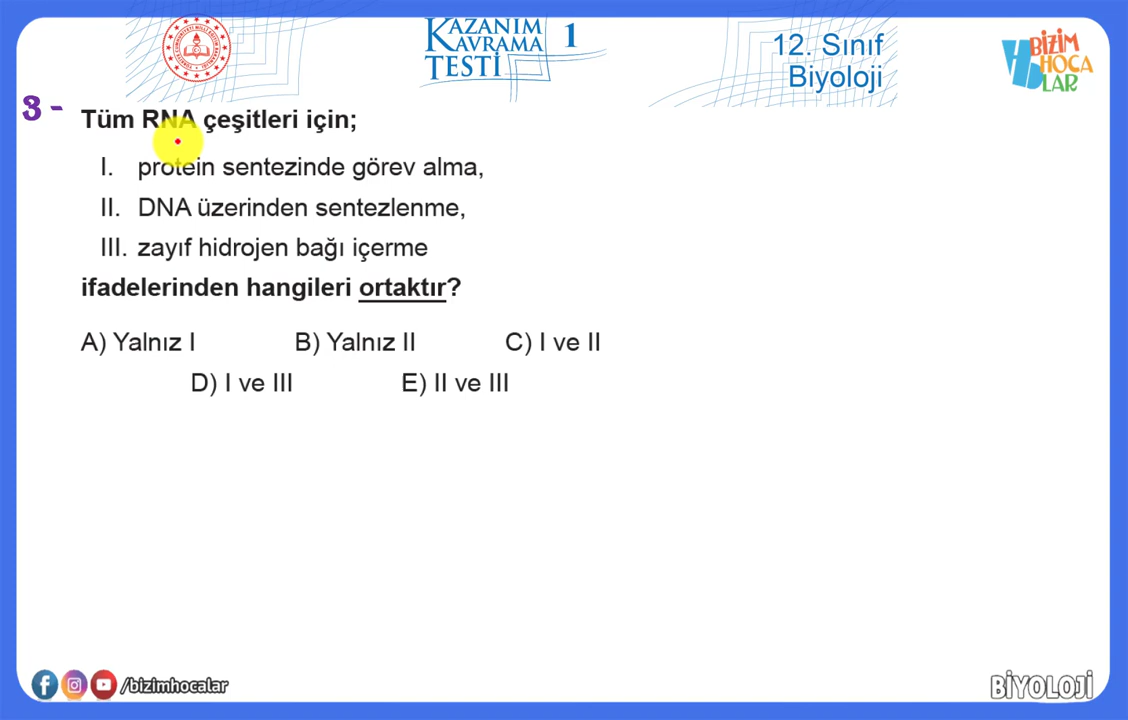 KAZANIM
KAVRAMA
TESTİ
1
12. Sınıf
Biyoloji
BİZİM
HOCA
LAR
3 -
Tüm RNA çeşitleri için;
I. protein sentezinde görev alma,
II. DNA üzerinden sentezlenme,
III. zayıf hidrojen bağı içerme
ifadelerinden hangileri ortaktır?
A) Yalnız I B) Yalnız II C) I ve II
D) I ve III E) II ve III
/bizimhocalar
BİYOLOJİ